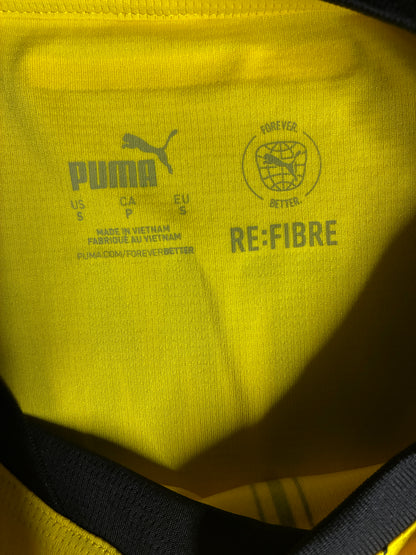 PUMA
US CA EU
S P S
MADE IN VIETNAM
FABRIQUÉ AU VIETNAM
PUMA.COM/FOREVERBETTER
FOREVER.
BETTER.
RE:FIBRE